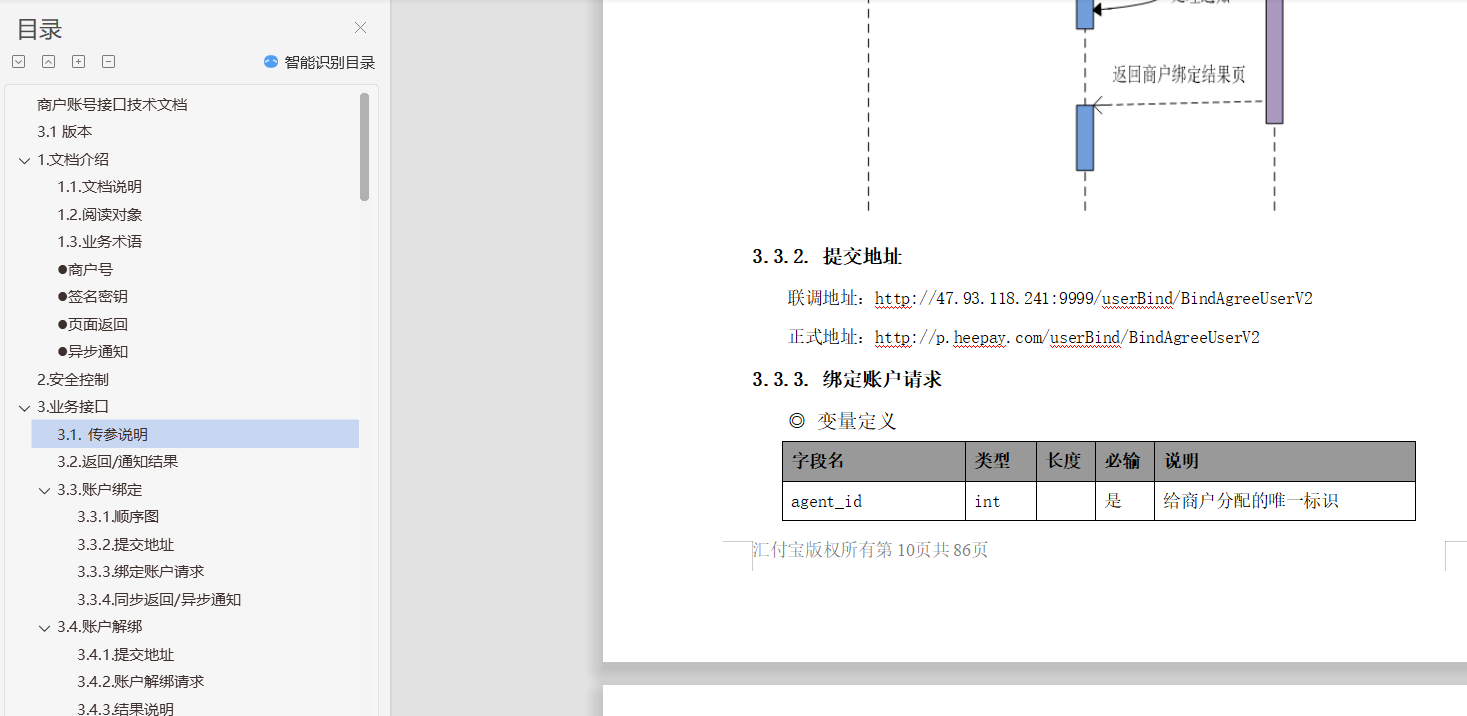 目录
智能识别目录
商户账号接口技术文档
3.1 版本
1.文档介绍
1.1.文档说明
1.2.阅读对象
1.3.业务术语
●商户号
●签名密钥
●页面返回
●异步通知
2.安全控制
3.业务接口
3.1. 传参说明
3.2.返回/通知结果
3.3.账户绑定
3.3.1.顺序图
3.3.2.提交地址
3.3.3.绑定账户请求
3.3.4.同步返回/异步通知
3.4.账户解绑
3.4.1.提交地址
3.4.2.账户解绑请求
3.4.3.结果说明
返回商户绑定结果页
3.3.2. 提交地址
联调地址：http://47.93.118.241:9999/userBind/BindAgreeUserV2
正式地址：http://p.heepay.com/userBind/BindAgreeUserV2
3.3.3. 绑定账户请求
◎ 变量定义
字段名 类型 长度 必输 说明
agent_id int 是 给商户分配的唯一标识
汇付宝版权所有第 10页共 86页